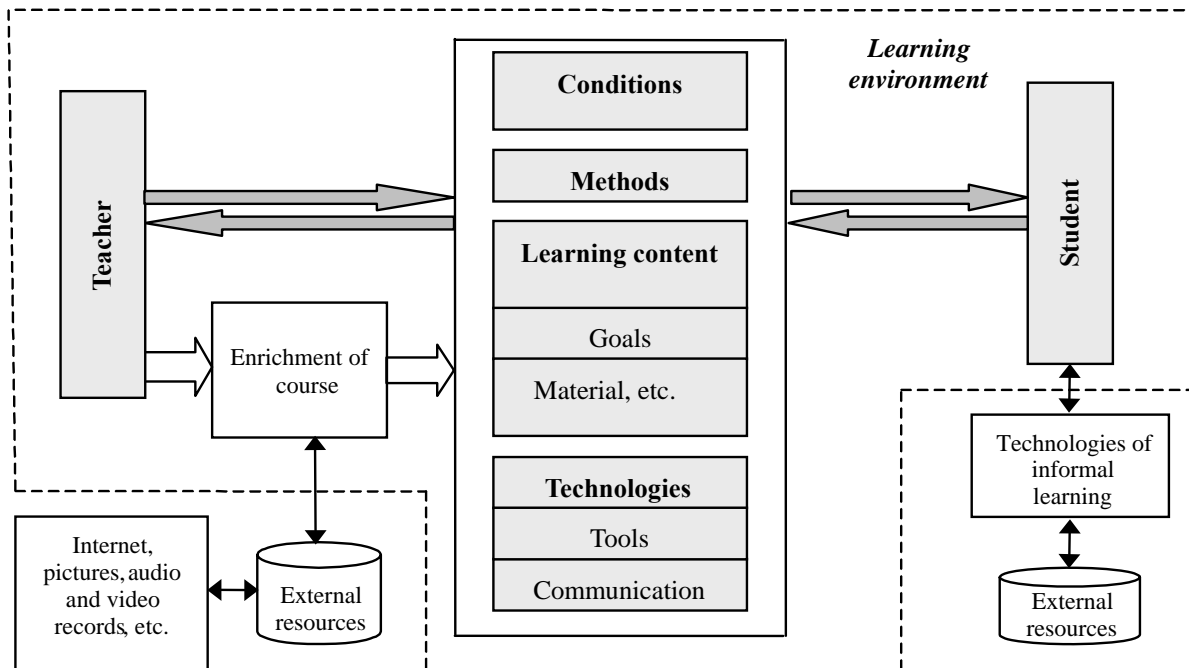 Learning
environment
Teacher
Conditions
Methods
Learning content
Goals
Material, etc.
Technologies
Tools
Communication
Student
Enrichment of
course
Internet,
pictures, audio
and video
records, etc.
External
resources
Technologies of
informal
learning
External
resources